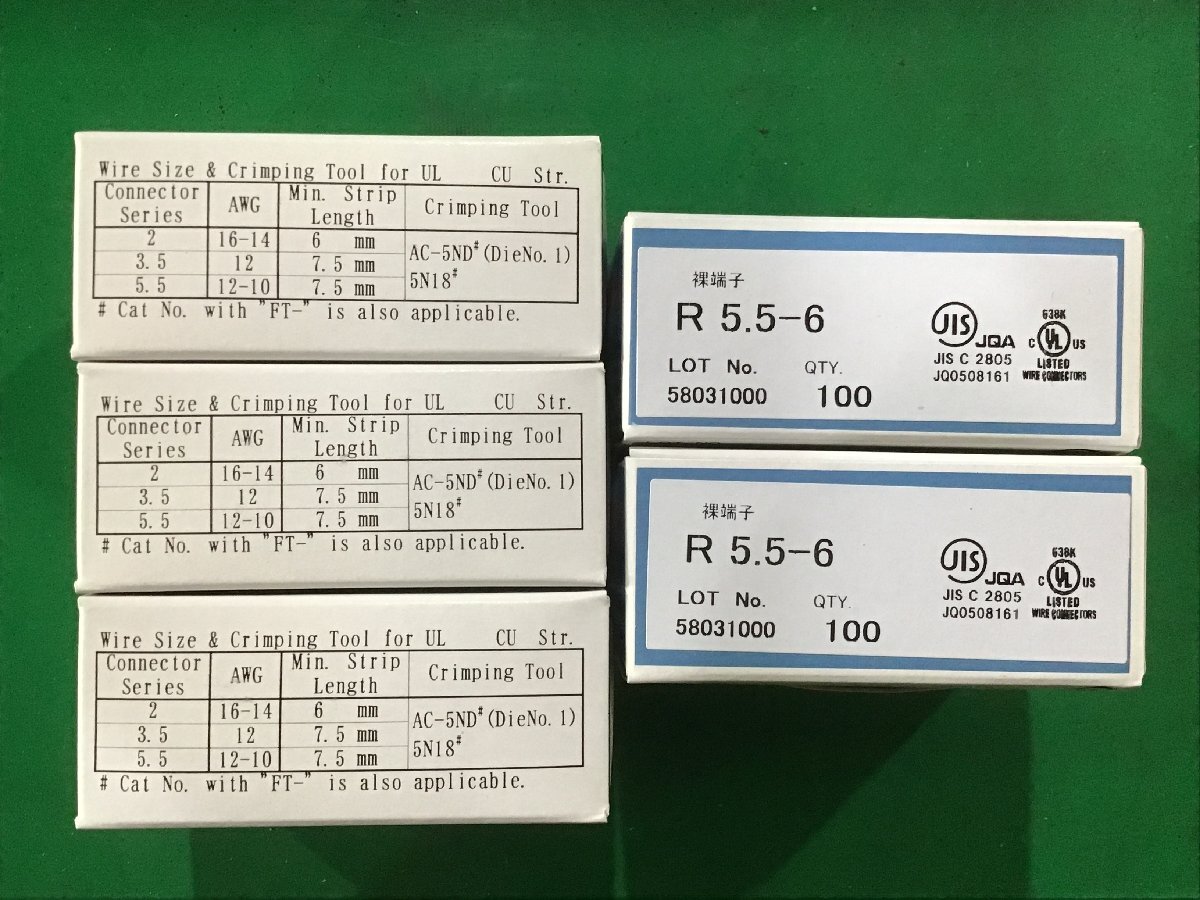 Wire Size & Crimping Tool for UL CU Str.
Connector Series AWG Min. Strip Length Crimping Tool
2 16-14 6 mm AC-5ND# (DieNo. 1)
3.5 12 7.5 mm 5N18#
5.5 12-10 7.5 mm
# Cat No. with "FT-" is also applicable.
Wire Size & Crimping Tool for UL CU Str.
Connector Series AWG Min. Strip Length Crimping Tool
2 16-14 6 mm AC-5ND# (DieNo. 1)
3.5 12 7.5 mm 5N18#
5.5 12-10 7.5 mm
# Cat No. with "FT-" is also applicable.
Wire Size & Crimping Tool for UL CU Str.
Connector Series AWG Min. Strip Length Crimping Tool
2 16-14 6 mm AC-5ND# (DieNo. 1)
3.5 12 7.5 mm 5N18#
5.5 12-10 7.5 mm
# Cat No. with "FT-" is also applicable.
裸端子
R 5.5-6
LOT No. QTY.
58031000 100
JIS JQA
JIS C 2805
JQ0508161
638K
C UL US
LISTED
WIRE CONNECTORS
裸端子
R 5.5-6
LOT No. QTY.
58031000 100
JIS JQA
JIS C 2805
JQ0508161
638K
C UL US
LISTED
WIRE CONNECTORS